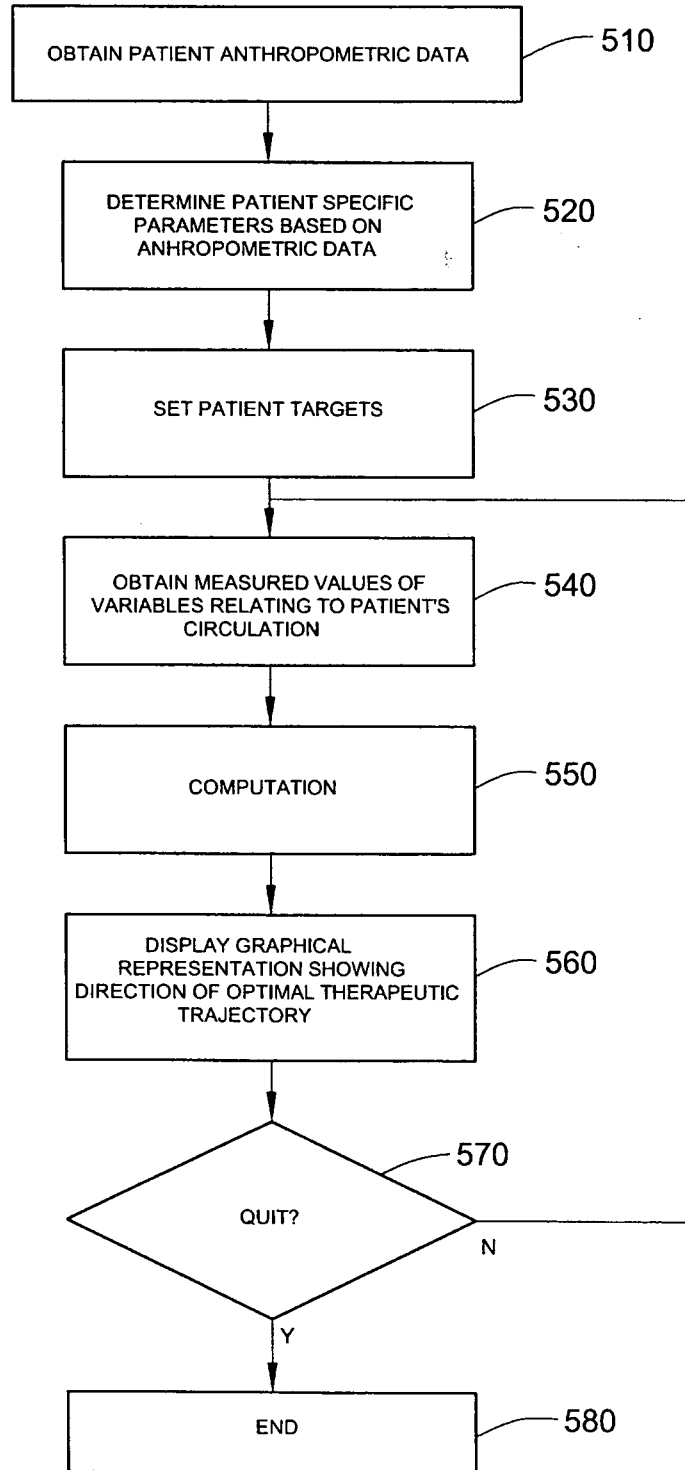 OBTAIN PATIENT ANTHROPOMETRIC DATA
510
DETERMINE PATIENT SPECIFIC
PARAMETERS BASED ON
ANHROPOMETRIC DATA
520
SET PATIENT TARGETS
530
OBTAIN MEASURED VALUES OF
VARIABLES RELATING TO PATIENT'S
CIRCULATION
540
COMPUTATION
550
DISPLAY GRAPHICAL
REPRESENTATION SHOWING
DIRECTION OF OPTIMAL THERAPEUTIC
TRAJECTORY
560
QUIT?
570
N
Y
END
580